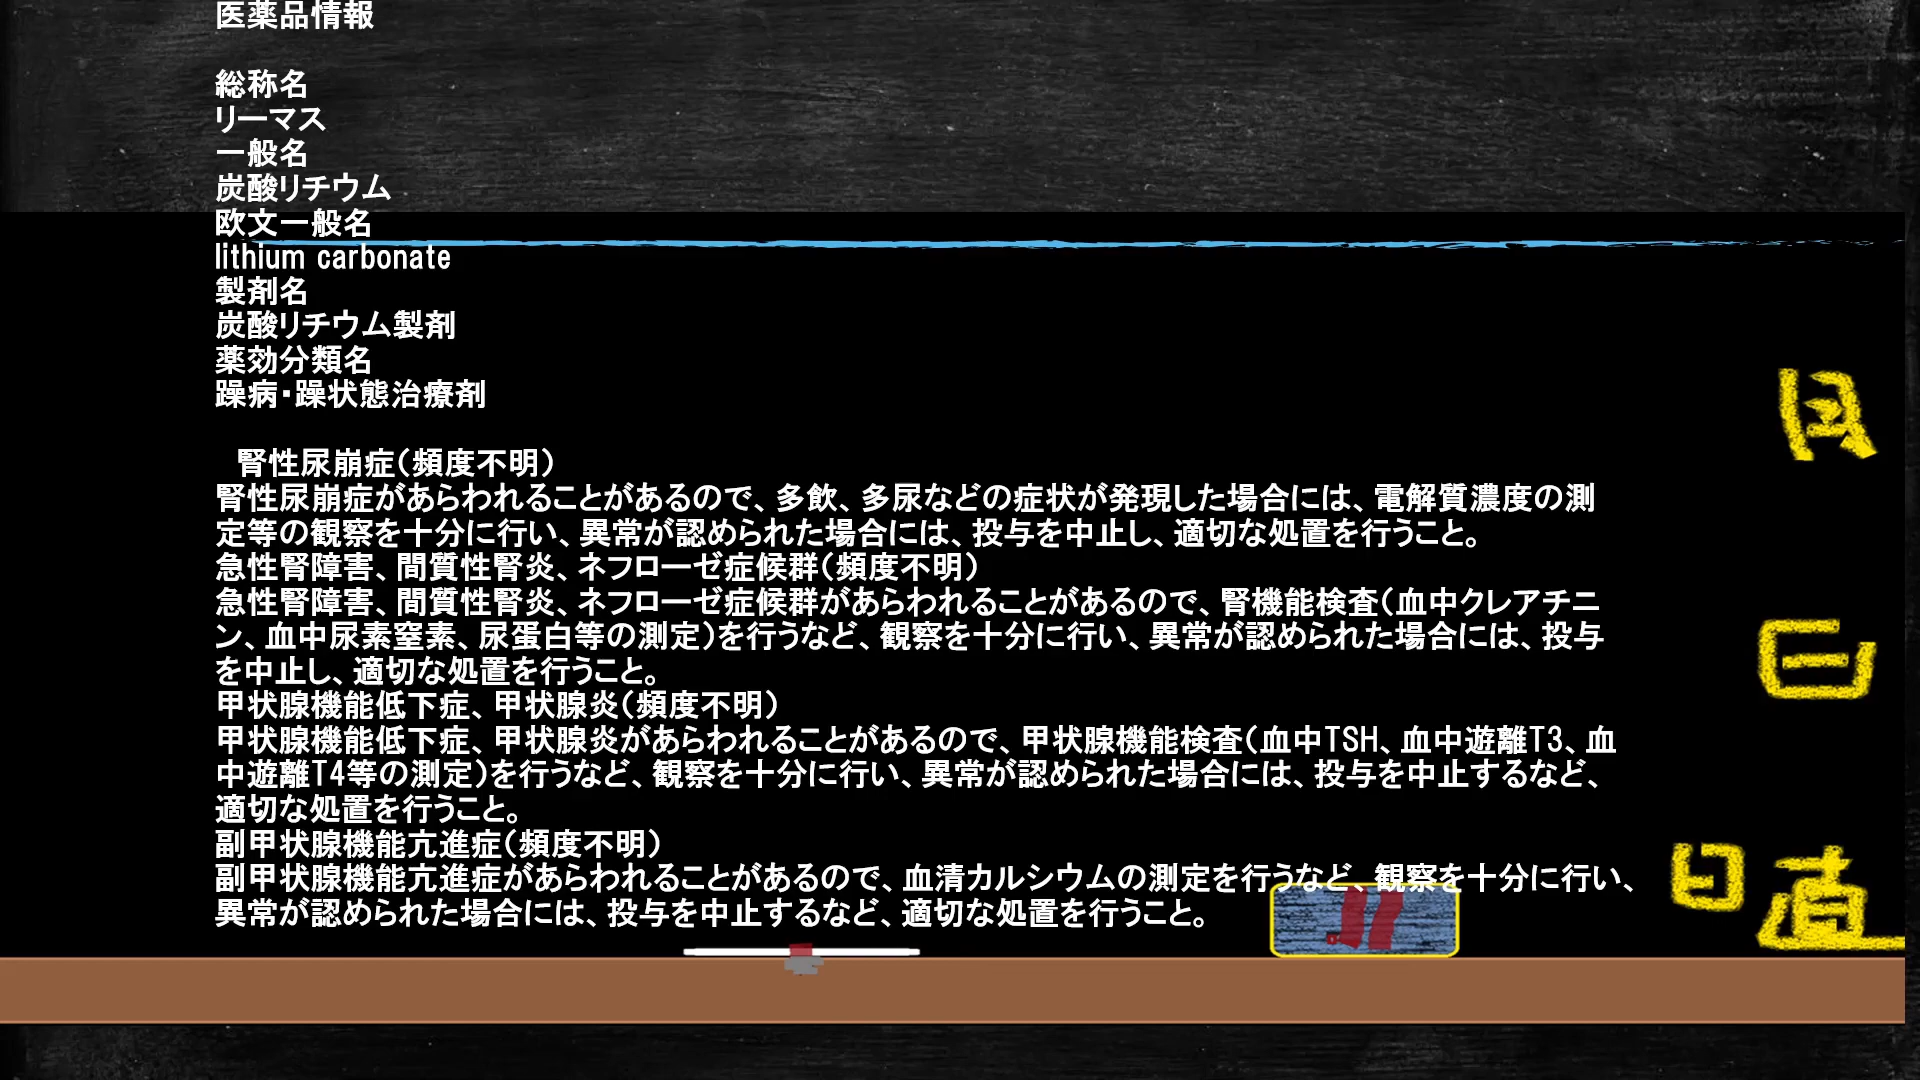 医薬品情報
総称名
リーマス
一般名
炭酸リチウム
欧文一般名
lithium carbonate
製剤名
炭酸リチウム製剤
薬効分類名
躁病・躁状態治療剤
腎性尿崩症（頻度不明）
腎性尿崩症があらわれることがあるので、多飲、多尿などの症状が発現した場合には、電解質濃度の測
定等の観察を十分に行い、異常が認められた場合には、投与を中止し、適切な処置を行うこと。
急性腎障害、間質性腎炎、ネフローゼ症候群（頻度不明）
急性腎障害、間質性腎炎、ネフローゼ症候群があらわれることがあるので、腎機能検査（血中クレアチニ
ン、血中尿素窒素、尿蛋白等の測定）を行うなど、観察を十分に行い、異常が認められた場合には、投与
を中止し、適切な処置を行うこと。
甲状腺機能低下症、甲状腺炎（頻度不明）
甲状腺機能低下症、甲状腺炎があらわれることがあるので、甲状腺機能検査（血中TSH、血中遊離T3、血
中遊離T4等の測定）を行うなど、観察を十分に行い、異常が認められた場合には、投与を中止するなど、
適切な処置を行うこと。
副甲状腺機能亢進症（頻度不明）
副甲状腺機能亢進症があらわれることがあるので、血清カルシウムの測定を行うなど、観察を十分に行い、
異常が認められた場合には、投与を中止するなど、適切な処置を行うこと。
月
日
日直